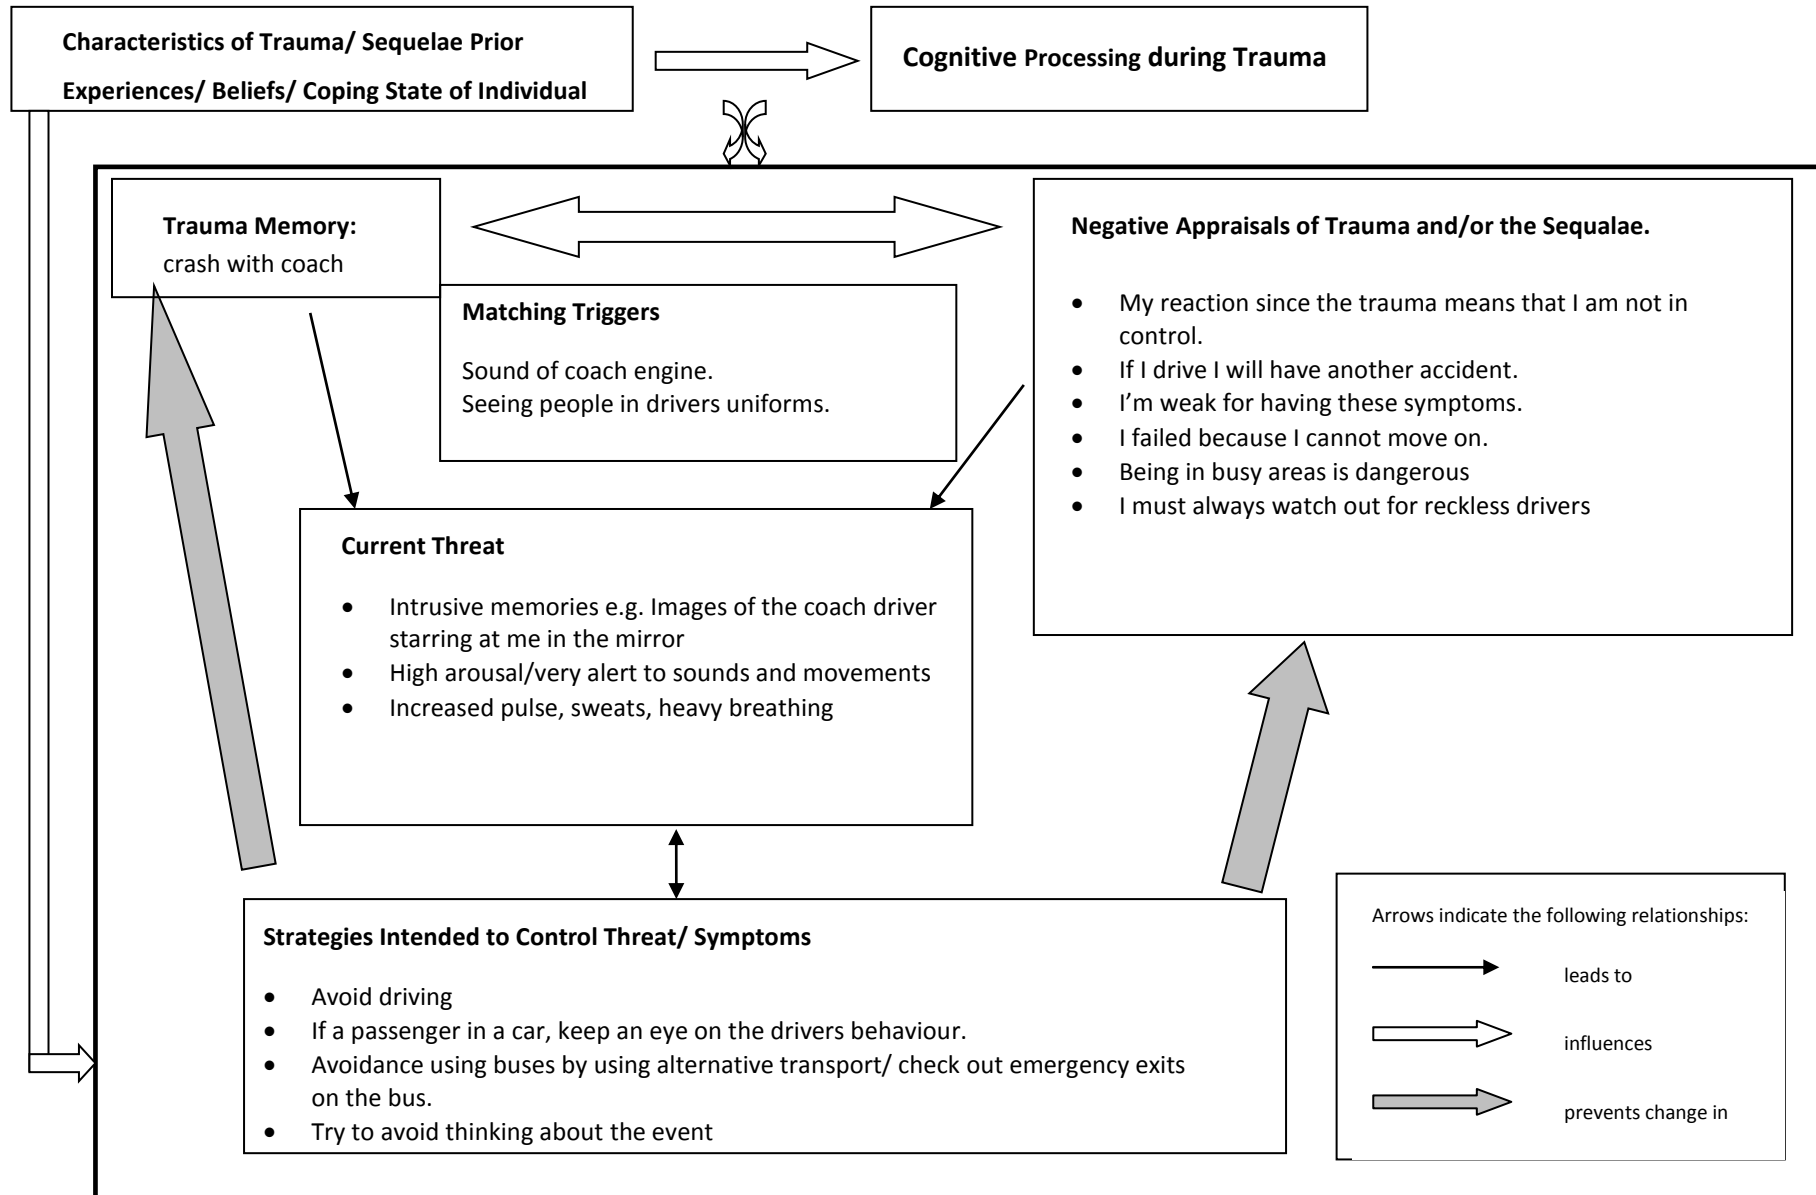 Characteristics of Trauma/ Sequelae Prior
Experiences/ Beliefs/ Coping State of Individual
Cognitive Processing during Trauma
Trauma Memory:
crash with coach
Matching Triggers
Sound of coach engine.
Seeing people in drivers uniforms.
Negative Appraisals of Trauma and/or the Sequalae.
• My reaction since the trauma means that I am not in
control.
• If I drive I will have another accident.
• I’m weak for having these symptoms.
• I failed because I cannot move on.
• Being in busy areas is dangerous
• I must always watch out for reckless drivers
Current Threat
• Intrusive memories e.g. Images of the coach driver
starring at me in the mirror
• High arousal/very alert to sounds and movements
• Increased pulse, sweats, heavy breathing
Strategies Intended to Control Threat/ Symptoms
• Avoid driving
• If a passenger in a car, keep an eye on the drivers behaviour.
• Avoidance using buses by using alternative transport/ check out emergency exits
on the bus.
• Try to avoid thinking about the event
Arrows indicate the following relationships:
leads to
influences
prevents change in